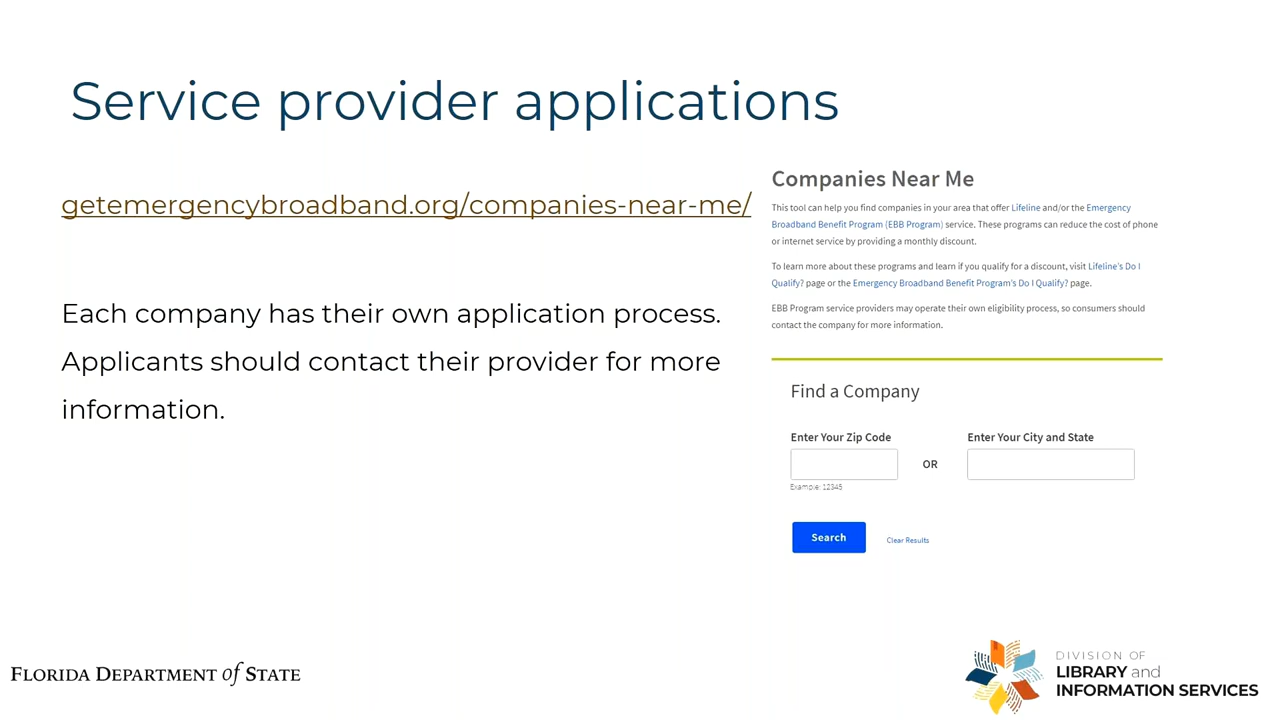 Service provider applications
getemergencybroadband.org/companies-near-me/
Each company has their own application process.
Applicants should contact their provider for more
information.
Companies Near Me
This tool can help you find companies in your area that offer Lifeline and/or the Emergency
Broadband Benefit Program (EBB Program) service. These programs can reduce the cost of phone
or internet service by providing a monthly discount.
To learn more about these programs and learn if you qualify for a discount, visit Lifeline's Do I
Qualify? page or the Emergency Broadband Benefit Program's Do I Qualify? page.
EBB Program service providers may operate their own eligibility process, so consumers should
contact the company for more information.
Find a Company
Enter Your Zip Code
OR
Enter Your City and State
Example: 12345
Search
Clear Results
FLORIDA DEPARTMENT of STATE
DIVISION OF
LIBRARY and
INFORMATION SERVICES